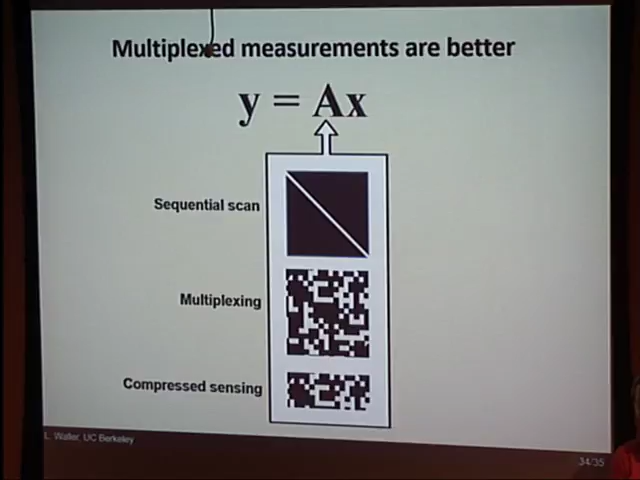 Multiplexed measurements are better
y = Ax
Sequential scan
Multiplexing
Compressed sensing
L. Waller, UC Berkeley
34/35